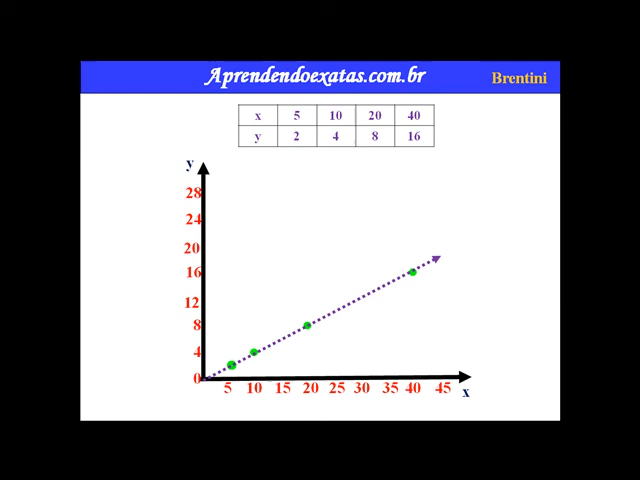 Aprendendoexatas.com.br
Brentini
x 5 10 20 40
y 2 4 8 16
y
28
24
20
16
12
8
4
0
5 10 15 20 25 30 35 40 45
x